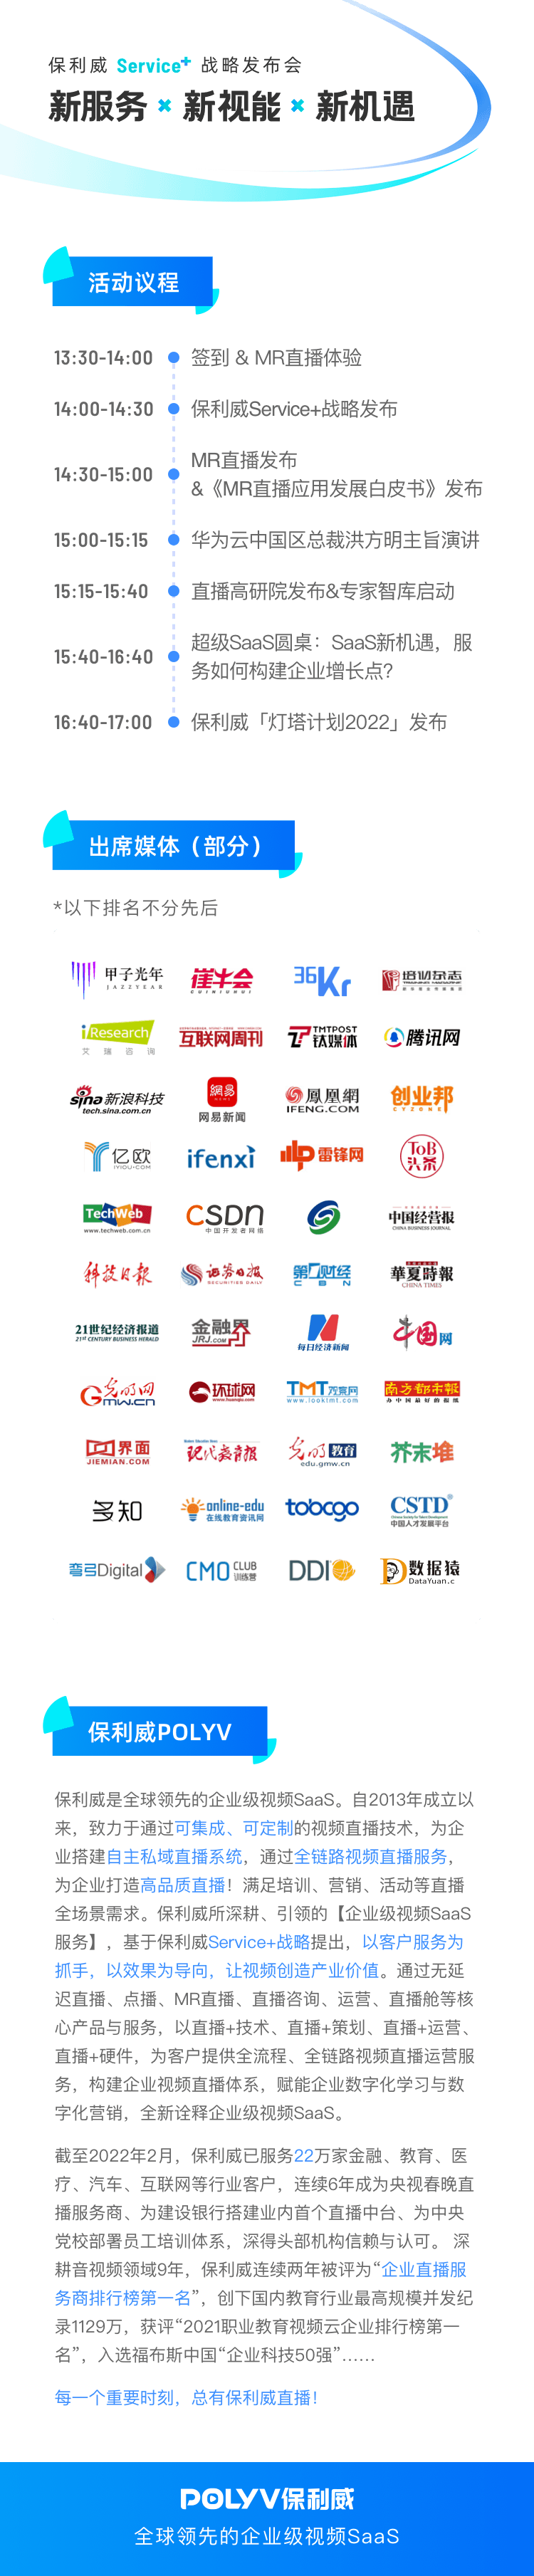 保利威 Service+ 战略发布会
新服务 × 新视能 × 新机遇
活动议程
13:30-14:00 签到 & MR直播体验
14:00-14:30 保利威Service+战略发布
14:30-15:00 MR直播发布
&《MR直播应用发展白皮书》发布
15:00-15:15 华为云中国区总裁洪方明主旨演讲
15:15-15:40 直播高研院发布&专家智库启动
15:40-16:40 超级SaaS圆桌：SaaS新机遇，服
务如何构建企业增长点?
16:40-17:00 保利威「灯塔计划2022」发布
出席媒体（部分）
*以下排名不分先后
甲子光年 崔牛会 36Kr 培训杂志
JAZZYEAR CUINIUHUI TRAINING MAGAZINE
iResearch 互联网周刊 TMTPOST 钛媒体 腾讯网
艾瑞咨询
sina 新浪科技 網易 鳳凰網 创业邦
tech.sina.com.cn 网易新闻 IFENG.COM CYZONE
亿欧 ifenxi 雷锋网 ToB头条
IYIOU.COM
TechWeb CSDN 中国经营报
www.techweb.com.cn 中国开发者网络 CHINA BUSINESS JOURNAL
科技日报 证券日报 第一财经 華夏時報
SECURITIES DAILY CBN CHINA TIMES
21世纪经济报道 金融界 每日经济新闻 中国网
21st CENTURY BUSINESS HERALD JRJ.COM
光明网 环球网 TMT观察网 南方都市報
GMW.CN www.huanqiu.com www.looktmt.com 办中国最好的报纸
界面 现代教育报 光明教育 芥末堆
JIEMIAN.COM edu.gmw.cn
多知 online-edu tobcgo CSTD
在线教育资讯网 中国人才发展平台
弯弓Digital CMO CLUB 训练营 DDI 数据猿
DataYuan.c
保利威POLYV
保利威是全球领先的企业级视频SaaS。自2013年成立以
来，致力于通过可集成、可定制的视频直播技术，为企
业搭建自主私域直播系统，通过全链路视频直播服务，
为企业打造高品质直播！满足培训、营销、活动等直播
全场景需求。保利威所深耕、引领的【企业级视频SaaS
服务】，基于保利威Service+战略提出，以客户服务为
抓手，以效果为导向，让视频创造产业价值。通过无延
迟直播、点播、MR直播、直播咨询、运营、直播舱等核
心产品与服务，以直播+技术、直播+策划、直播+运营、
直播+硬件，为客户提供全流程、全链路视频直播运营服
务，构建企业视频直播体系，赋能企业数字化学习与数
字化营销，全新诠释企业级视频SaaS。
截至2022年2月，保利威已服务22万家金融、教育、医
疗、汽车、互联网等行业客户，连续6年成为央视春晚直
播服务商、为建设银行搭建业内首个直播中台、为中央
党校部署员工培训体系，深得头部机构信赖与认可。 深
耕音视频领域9年，保利威连续两年被评为“企业直播服
务商排行榜第一名”，创下国内教育行业最高规模并发纪
录1129万，获评“2021职业教育视频云企业排行榜第一
名”，入选福布斯中国“企业科技50强”……
每一个重要时刻，总有保利威直播！
POLYV保利威
全球领先的企业级视频SaaS